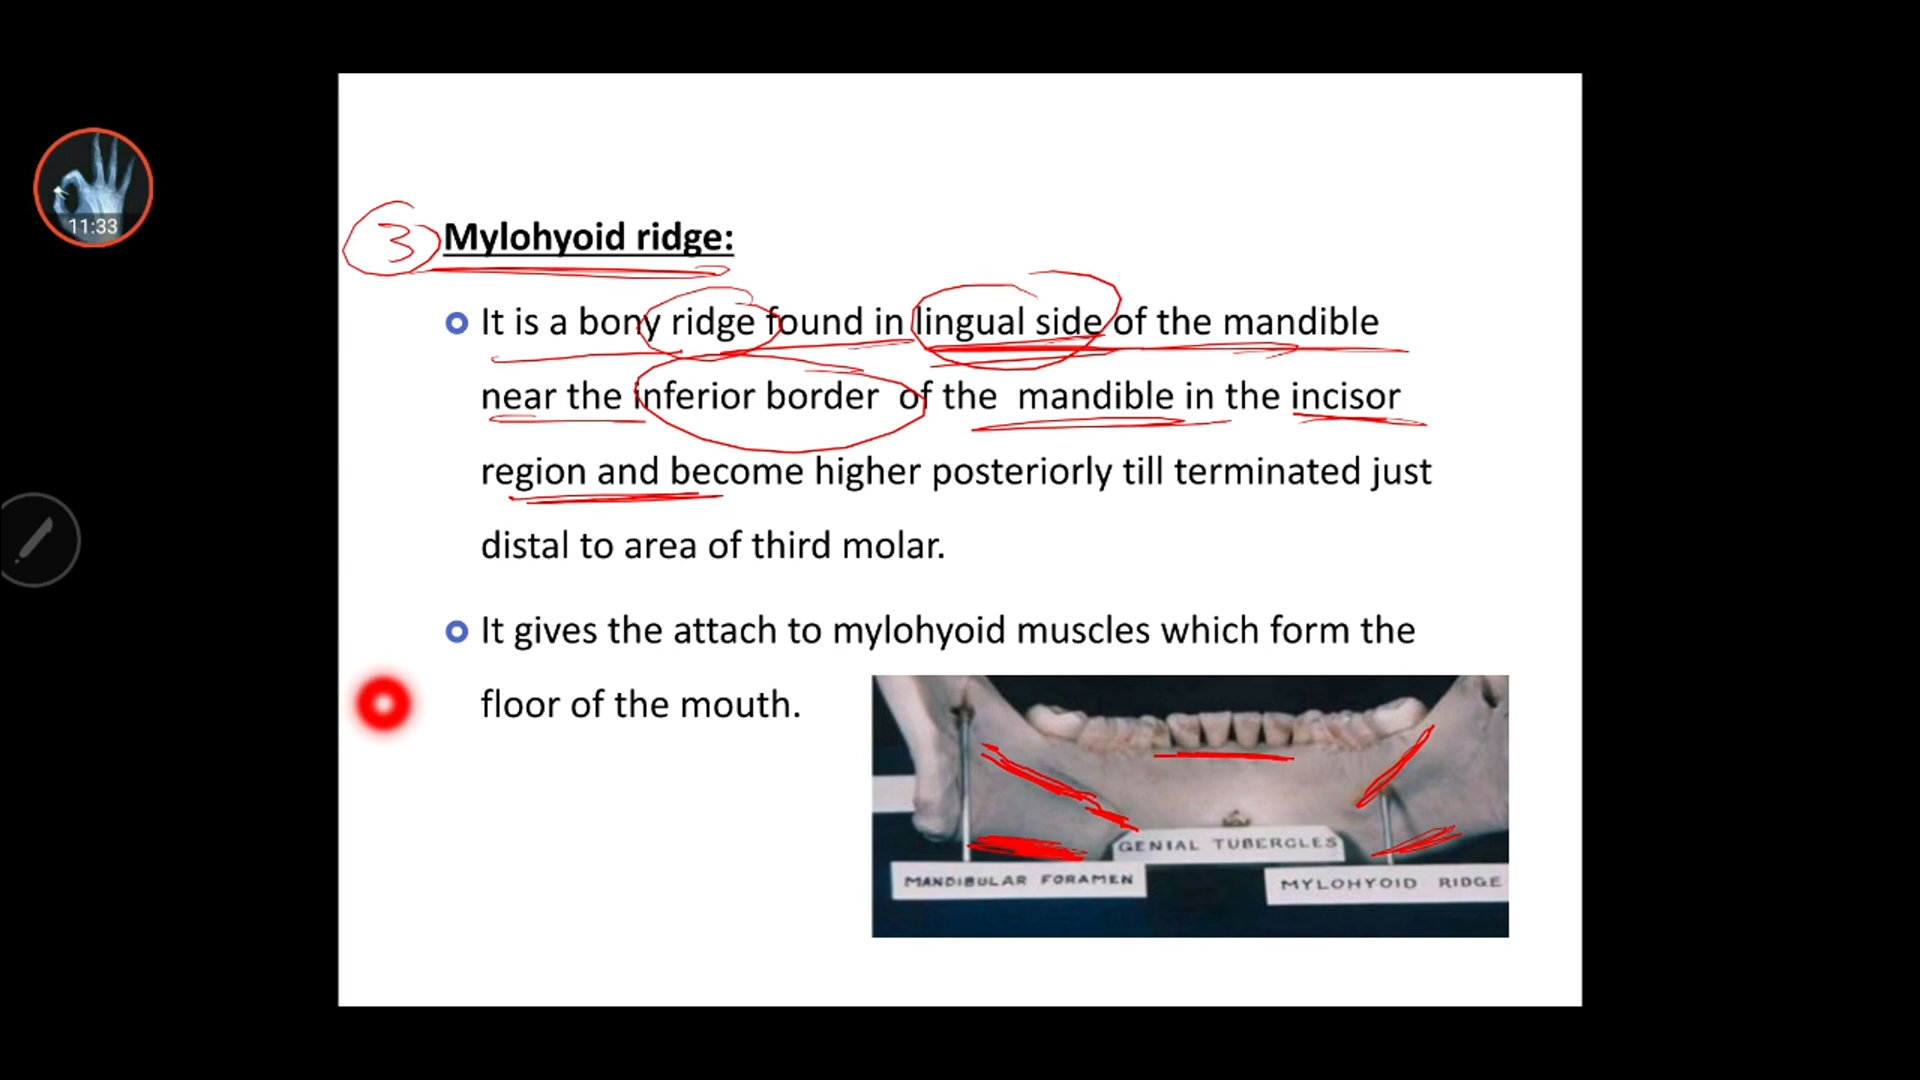 11:33
3 Mylohyoid ridge:
It is a bony ridge found in lingual side of the mandible
near the inferior border of the mandible in the incisor
region and become higher posteriorly till terminated just
distal to area of third molar.
It gives the attach to mylohyoid muscles which form the
floor of the mouth.
GENIAL TUBERCLES
MANDIBULAR FORAMEN
MYLOHYOID RIDGE